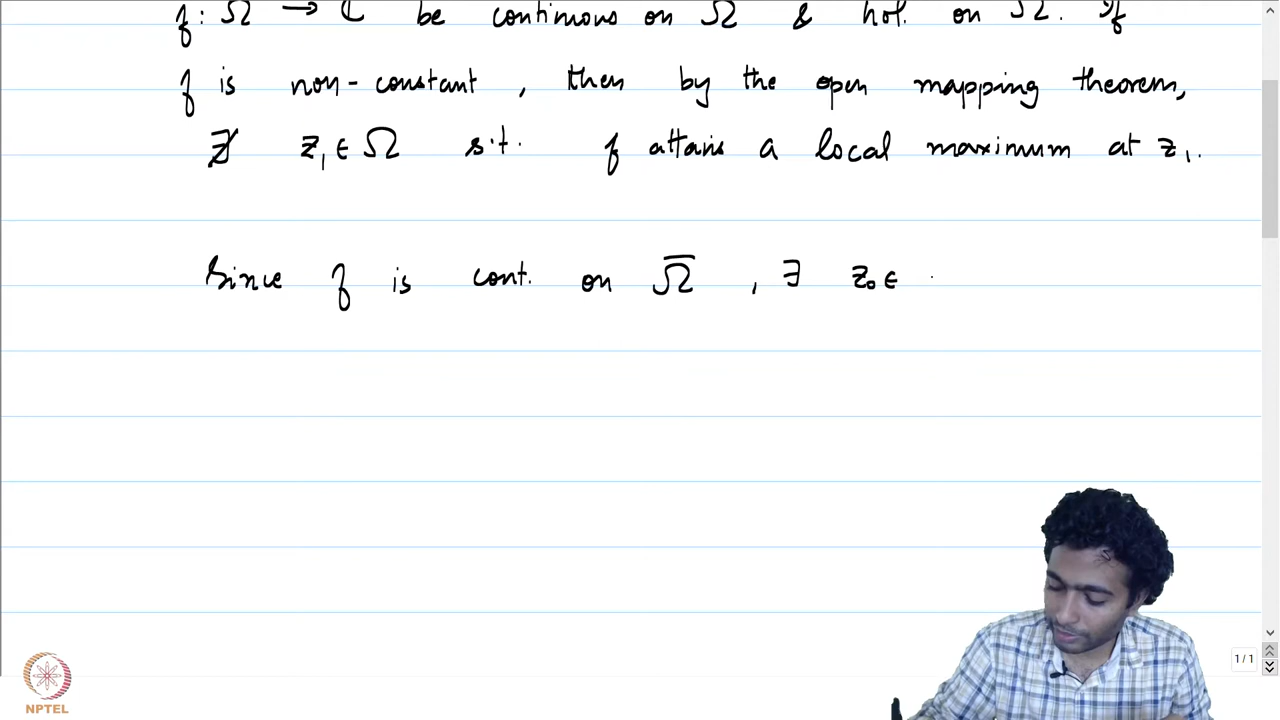 f : Ω → ℂ be continuous on Ω & hol. on Ω. If
f is non-constant , then by the open mapping theorem,
∄ z₁ ∈ Ω s.t. f attains a local maximum at z₁.
Since f is cont. on Ω̅ , ∃ z₀ ∈
1/1
NPTEL